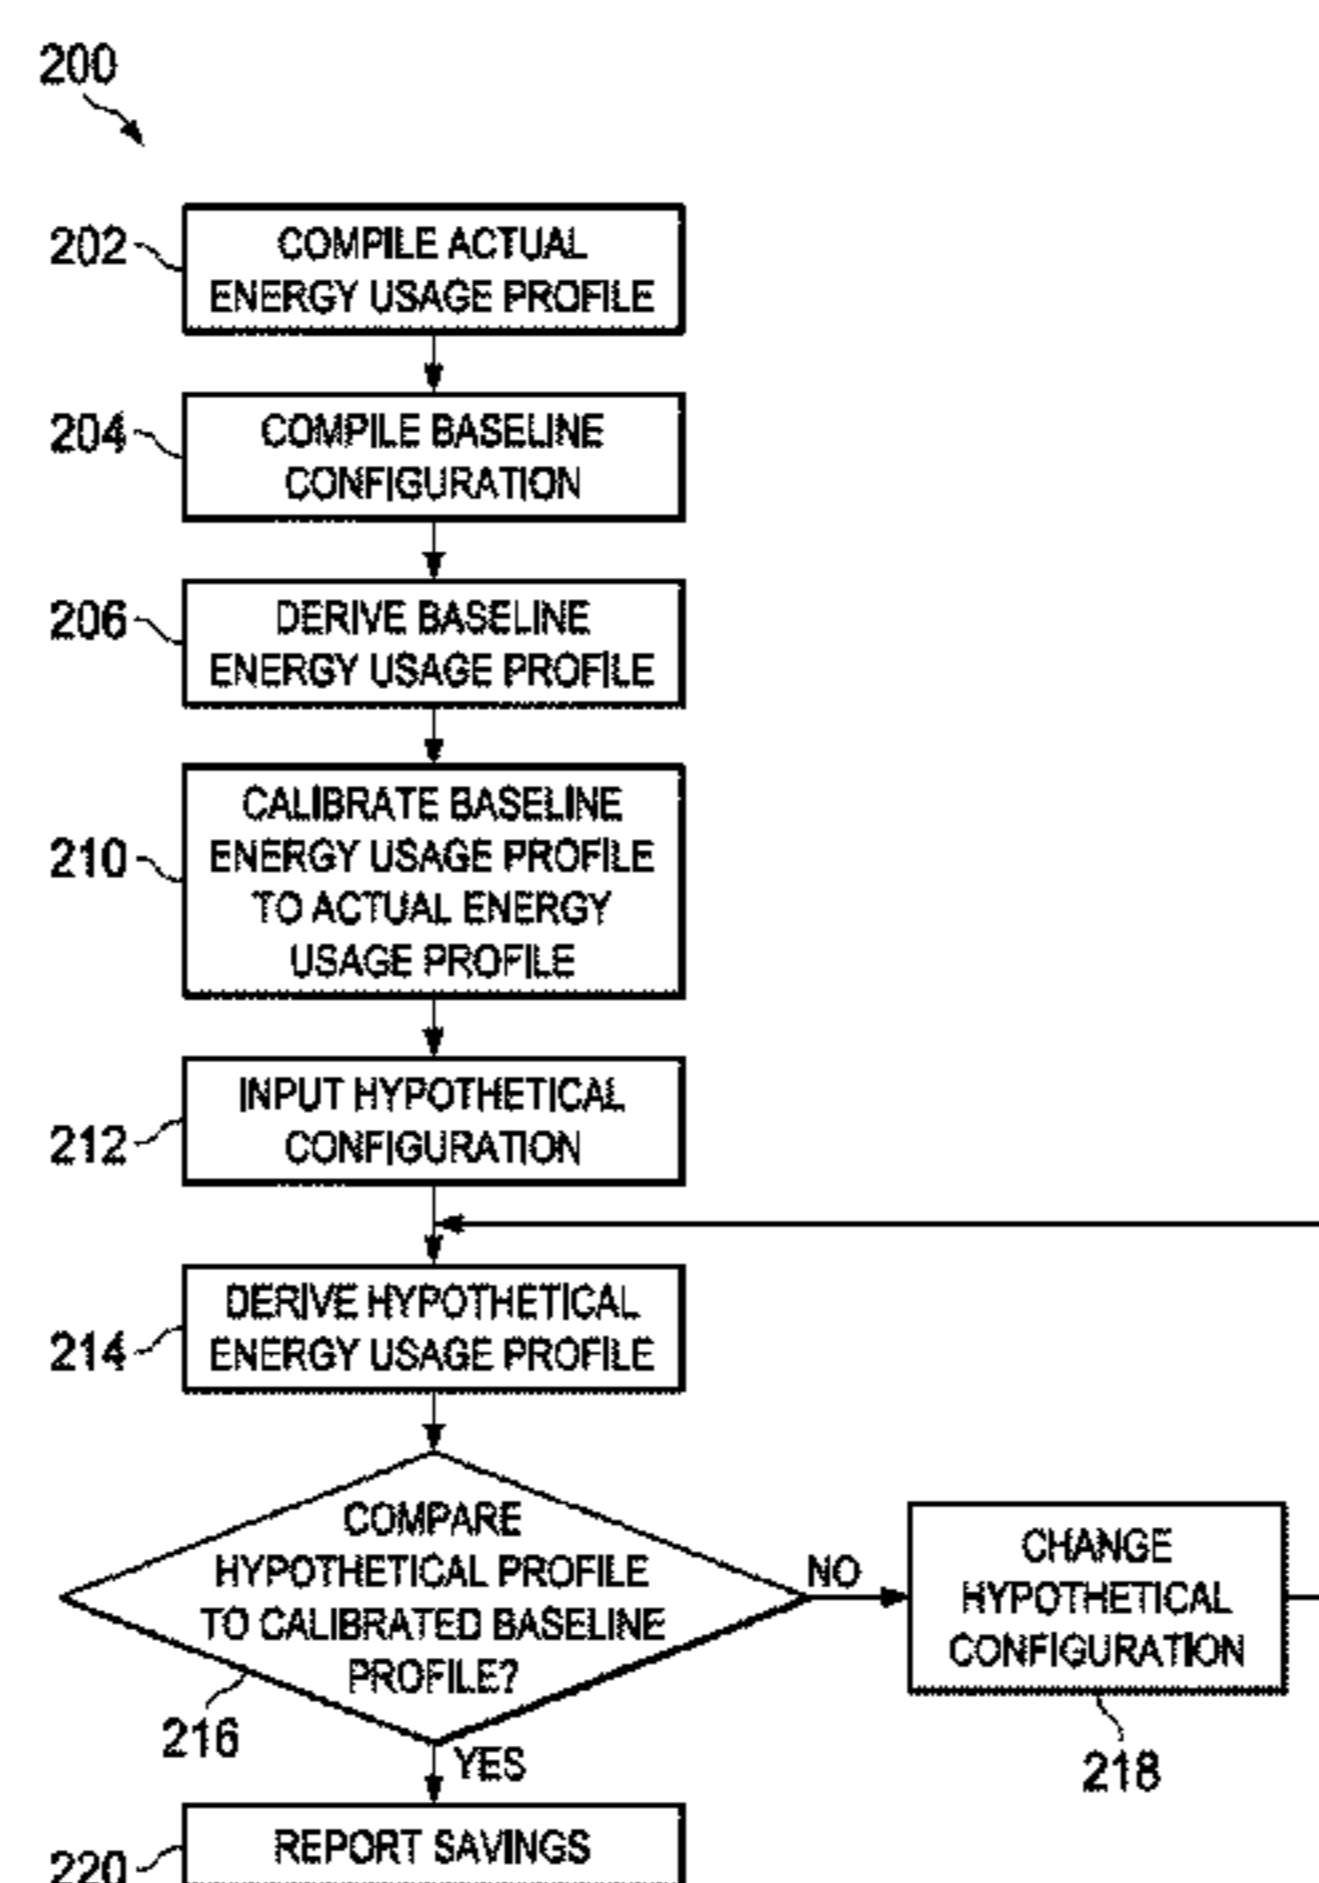 200
202
COMPILE ACTUAL
ENERGY USAGE PROFILE
204
COMPILE BASELINE
CONFIGURATION
206
DERIVE BASELINE
ENERGY USAGE PROFILE
210
CALIBRATE BASELINE
ENERGY USAGE PROFILE
TO ACTUAL ENERGY
USAGE PROFILE
212
INPUT HYPOTHETICAL
CONFIGURATION
214
DERIVE HYPOTHETICAL
ENERGY USAGE PROFILE
COMPARE
HYPOTHETICAL PROFILE
TO CALIBRATED BASELINE
PROFILE?
216
NO
CHANGE
HYPOTHETICAL
CONFIGURATION
218
YES
220
REPORT SAVINGS